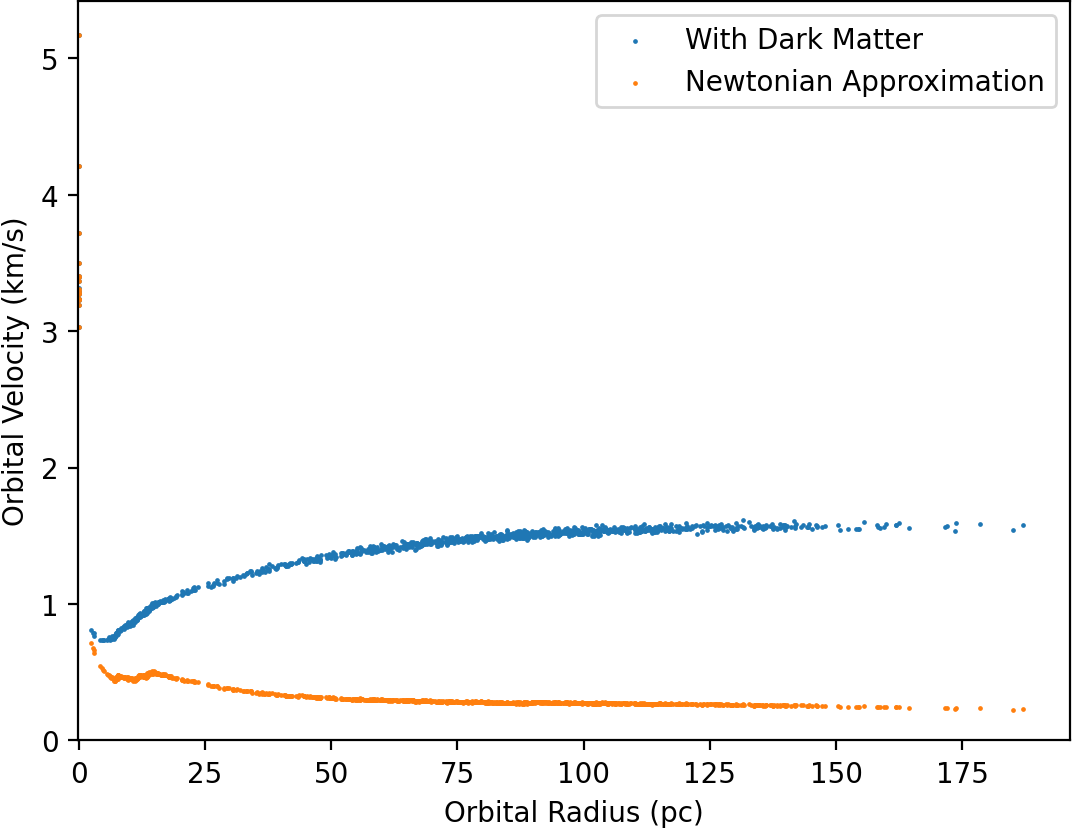 With Dark Matter
Newtonian Approximation
Orbital Velocity (km/s)
5
4
3
2
1
0
0 25 50 75 100 125 150 175
Orbital Radius (pc)